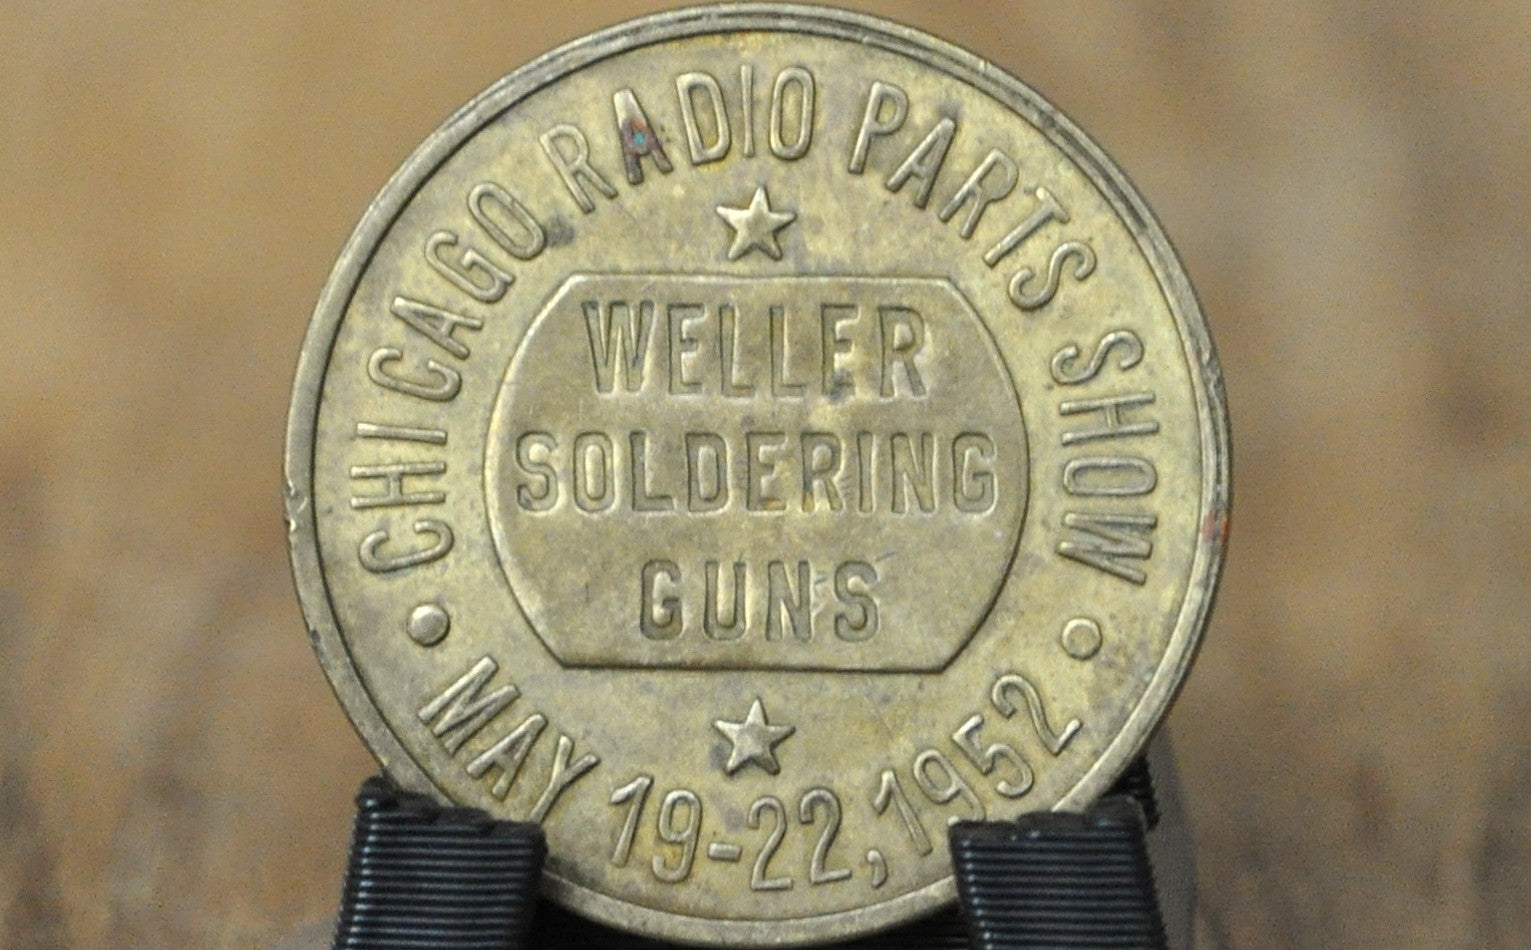 CHICAGO RADIO PARTS SHOW
WELLER
SOLDERING
GUNS
MAY 19-22, 1952